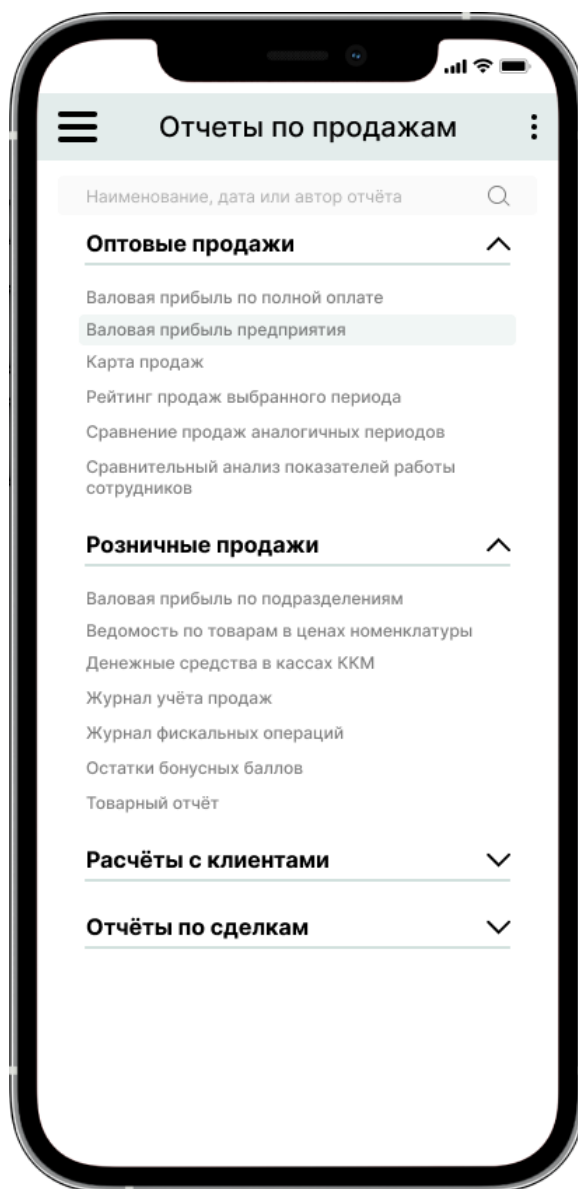 Отчеты по продажам
Наименование, дата или автор отчёта
Оптовые продажи
Валовая прибыль по полной оплате
Валовая прибыль предприятия
Карта продаж
Рейтинг продаж выбранного периода
Сравнение продаж аналогичных периодов
Сравнительный анализ показателей работы
сотрудников
Розничные продажи
Валовая прибыль по подразделениям
Ведомость по товарам в ценах номенклатуры
Денежные средства в кассах ККМ
Журнал учёта продаж
Журнал фискальных операций
Остатки бонусных баллов
Товарный отчёт
Расчёты с клиентами
Отчёты по сделкам